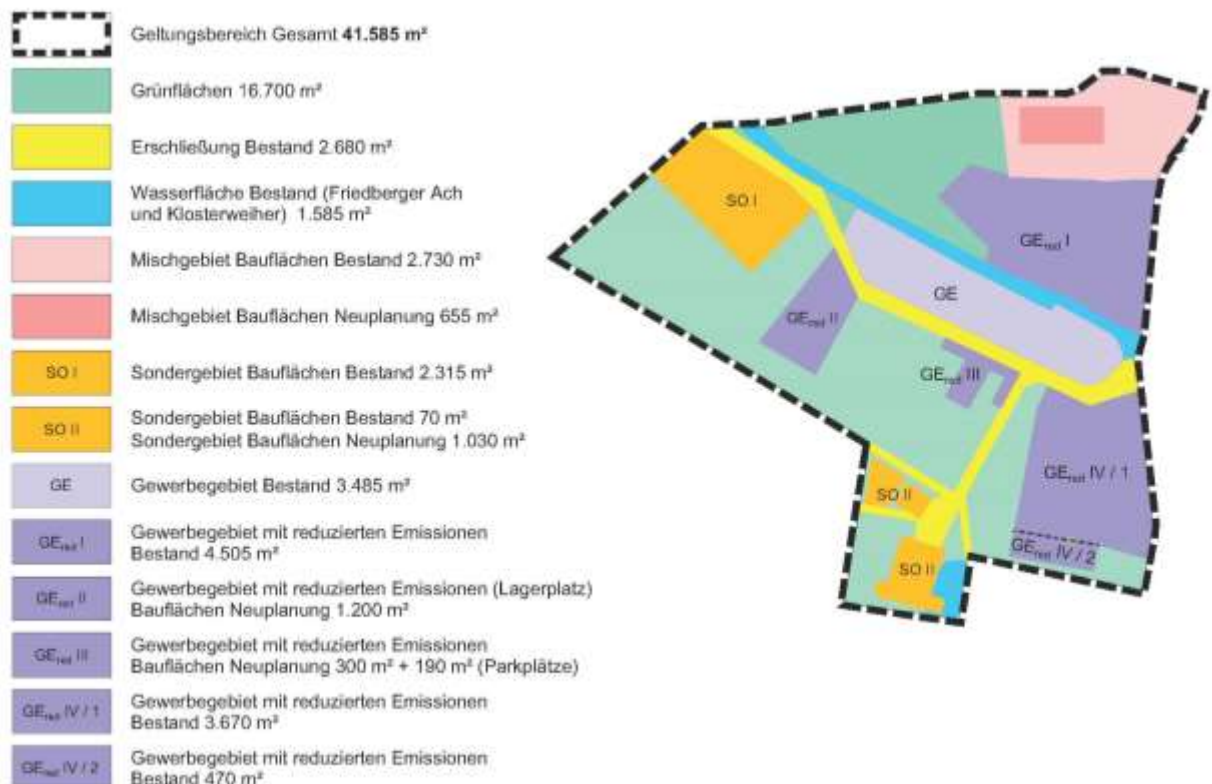 Geltungsbereich Gesamt 41.585 m²
Grünflächen 16.700 m²
Erschließung Bestand 2.680 m²
Wasserfläche Bestand (Friedberger Ach
und Klosterweiher) 1.585 m²
Mischgebiet Bauflächen Bestand 2.730 m²
Mischgebiet Bauflächen Neuplanung 655 m²
SO I
Sondergebiet Bauflächen Bestand 2.315 m²
SO II
Sondergebiet Bauflächen Bestand 70 m²
Sondergebiet Bauflächen Neuplanung 1.030 m²
GE
Gewerbegebiet Bestand 3.485 m²
GEred I
Gewerbegebiet mit reduzierten Emissionen
Bestand 4.505 m²
GEred II
Gewerbegebiet mit reduzierten Emissionen (Lagerplatz)
Bauflächen Neuplanung 1.200 m²
GEred III
Gewerbegebiet mit reduzierten Emissionen
Bauflächen Neuplanung 300 m² + 190 m² (Parkplätze)
GEred IV / 1
Gewerbegebiet mit reduzierten Emissionen
Bestand 3.670 m²
GEred IV / 2
Gewerbegebiet mit reduzierten Emissionen
Bestand 470 m²
SO I
GEred I
GE
GEred II
GEred III
GEred IV / 1
SO II
GEred IV / 2
SO II